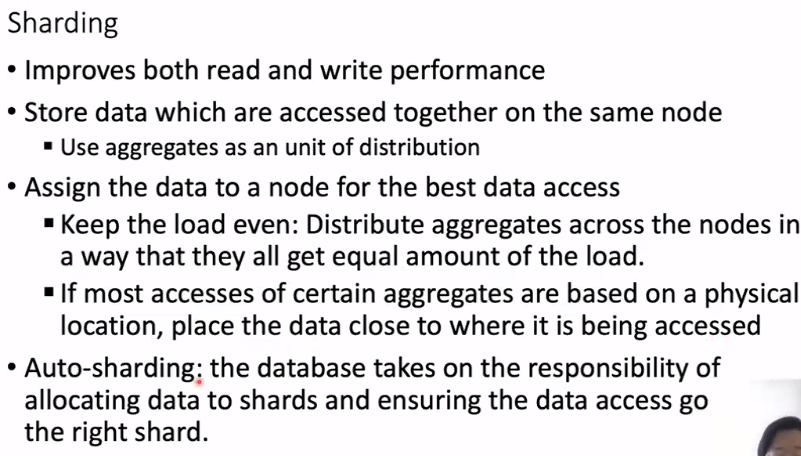 Sharding
• Improves both read and write performance
• Store data which are accessed together on the same node
▪ Use aggregates as an unit of distribution
• Assign the data to a node for the best data access
▪ Keep the load even: Distribute aggregates across the nodes in
a way that they all get equal amount of the load.
▪ If most accesses of certain aggregates are based on a physical
location, place the data close to where it is being accessed
• Auto-sharding: the database takes on the responsibility of
allocating data to shards and ensuring the data access go
the right shard.